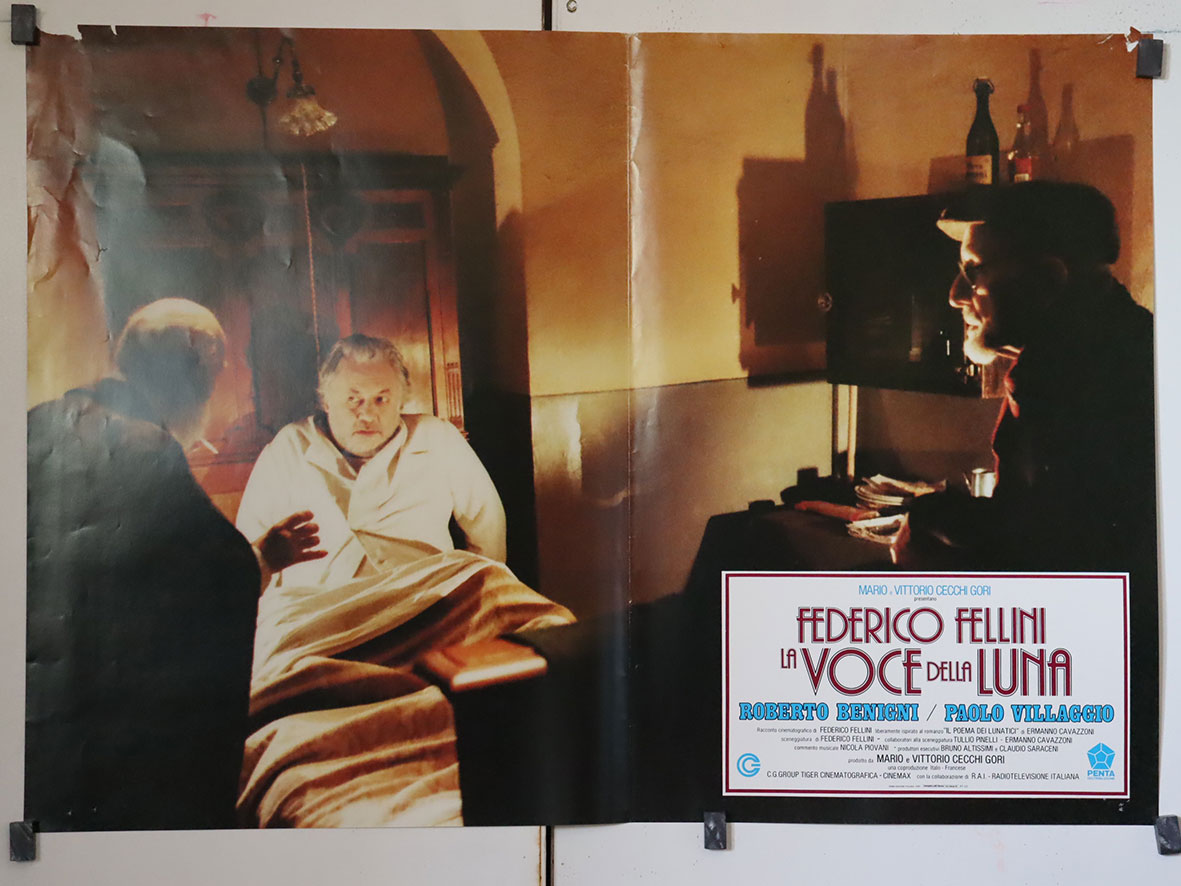 MARIO e VITTORIO CECCHI GORI
presentano
FEDERICO FELLINI
LA VOCE DELLA LUNA
ROBERTO BENIGNI / PAOLO VILLAGGIO
Racconto cinematografico di FEDERICO FELLINI liberamente ispirato al romanzo "IL POEMA DEI LUNATICI" di ERMANNO CAVAZZONI
sceneggiatura di FEDERICO FELLINI - collaboratori alla sceneggiatura TULLIO PINELLI - ERMANNO CAVAZZONI
commento musicale NICOLA PIOVANI - produttori esecutivi BRUNO ALTISSIMI e CLAUDIO SARACENI
prodotto da MARIO e VITTORIO CECCHI GORI
una coproduzione Italo - Francese
C.G. GROUP TIGER CINEMATOGRAFICA - CINEMAX con la collaborazione di R.A.I. - RADIOTELEVISIONE ITALIANA
PENTA